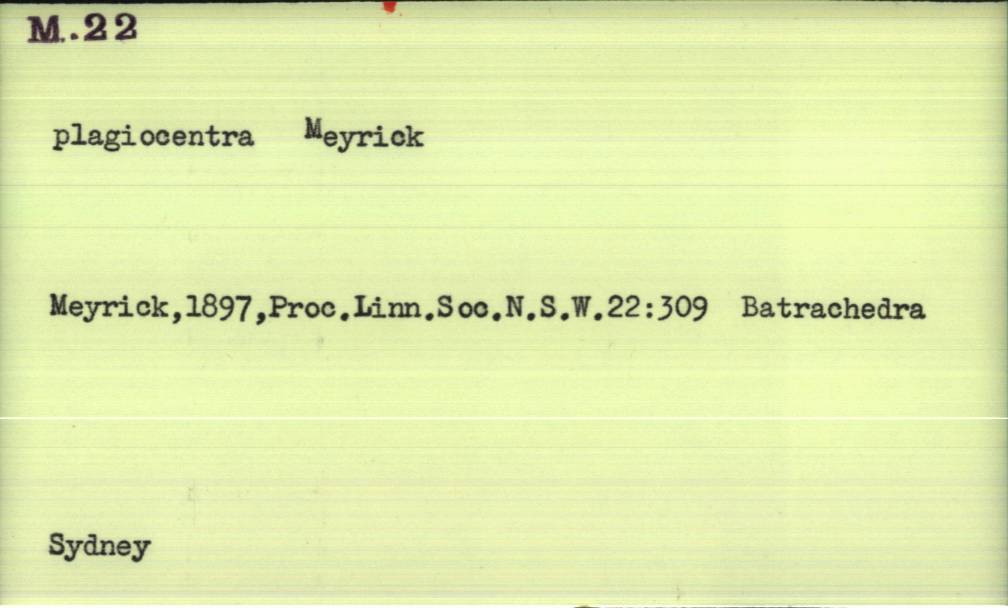 M.22
plagiocentra Meyrick
Meyrick,1897,Proc.Linn.Soc.N.S.W.22:309 Batrachedra
Sydney